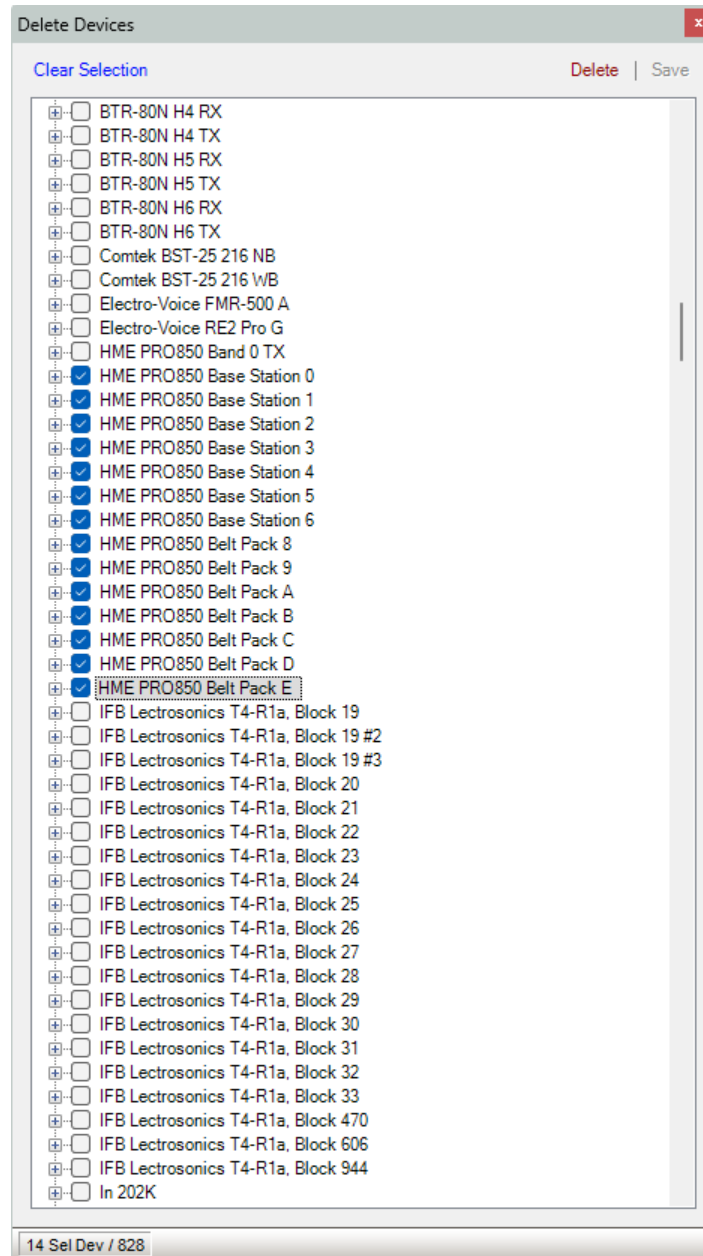 Delete Devices
x
Clear Selection
Delete | Save
BTR-80N H4 RX
BTR-80N H4 TX
BTR-80N H5 RX
BTR-80N H5 TX
BTR-80N H6 RX
BTR-80N H6 TX
Comtek BST-25 216 NB
Comtek BST-25 216 WB
Electro-Voice FMR-500 A
Electro-Voice RE2 Pro G
HME PRO850 Band 0 TX
HME PRO850 Base Station 0
HME PRO850 Base Station 1
HME PRO850 Base Station 2
HME PRO850 Base Station 3
HME PRO850 Base Station 4
HME PRO850 Base Station 5
HME PRO850 Base Station 6
HME PRO850 Belt Pack 8
HME PRO850 Belt Pack 9
HME PRO850 Belt Pack A
HME PRO850 Belt Pack B
HME PRO850 Belt Pack C
HME PRO850 Belt Pack D
HME PRO850 Belt Pack E
IFB Lectrosonics T4-R1a, Block 19
IFB Lectrosonics T4-R1a, Block 19 #2
IFB Lectrosonics T4-R1a, Block 19 #3
IFB Lectrosonics T4-R1a, Block 20
IFB Lectrosonics T4-R1a, Block 21
IFB Lectrosonics T4-R1a, Block 22
IFB Lectrosonics T4-R1a, Block 23
IFB Lectrosonics T4-R1a, Block 24
IFB Lectrosonics T4-R1a, Block 25
IFB Lectrosonics T4-R1a, Block 26
IFB Lectrosonics T4-R1a, Block 27
IFB Lectrosonics T4-R1a, Block 28
IFB Lectrosonics T4-R1a, Block 29
IFB Lectrosonics T4-R1a, Block 30
IFB Lectrosonics T4-R1a, Block 31
IFB Lectrosonics T4-R1a, Block 32
IFB Lectrosonics T4-R1a, Block 33
IFB Lectrosonics T4-R1a, Block 470
IFB Lectrosonics T4-R1a, Block 606
IFB Lectrosonics T4-R1a, Block 944
In 202K
14 Sel Dev / 828